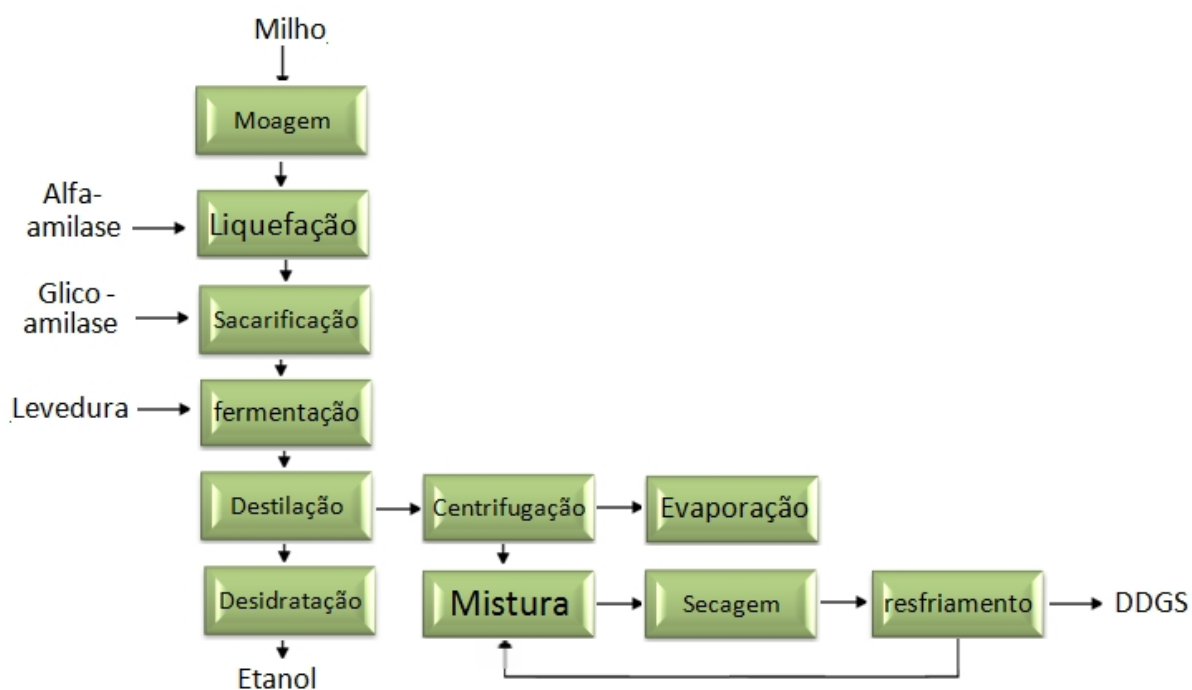 Milho
Moagem
Alfa-
amilase
Liquefação
Glico -
amilase
Sacarificação
Levedura
fermentação
Destilação
Centrifugação
Evaporação
Desidratação
Mistura
Secagem
resfriamento
DDGS
Etanol